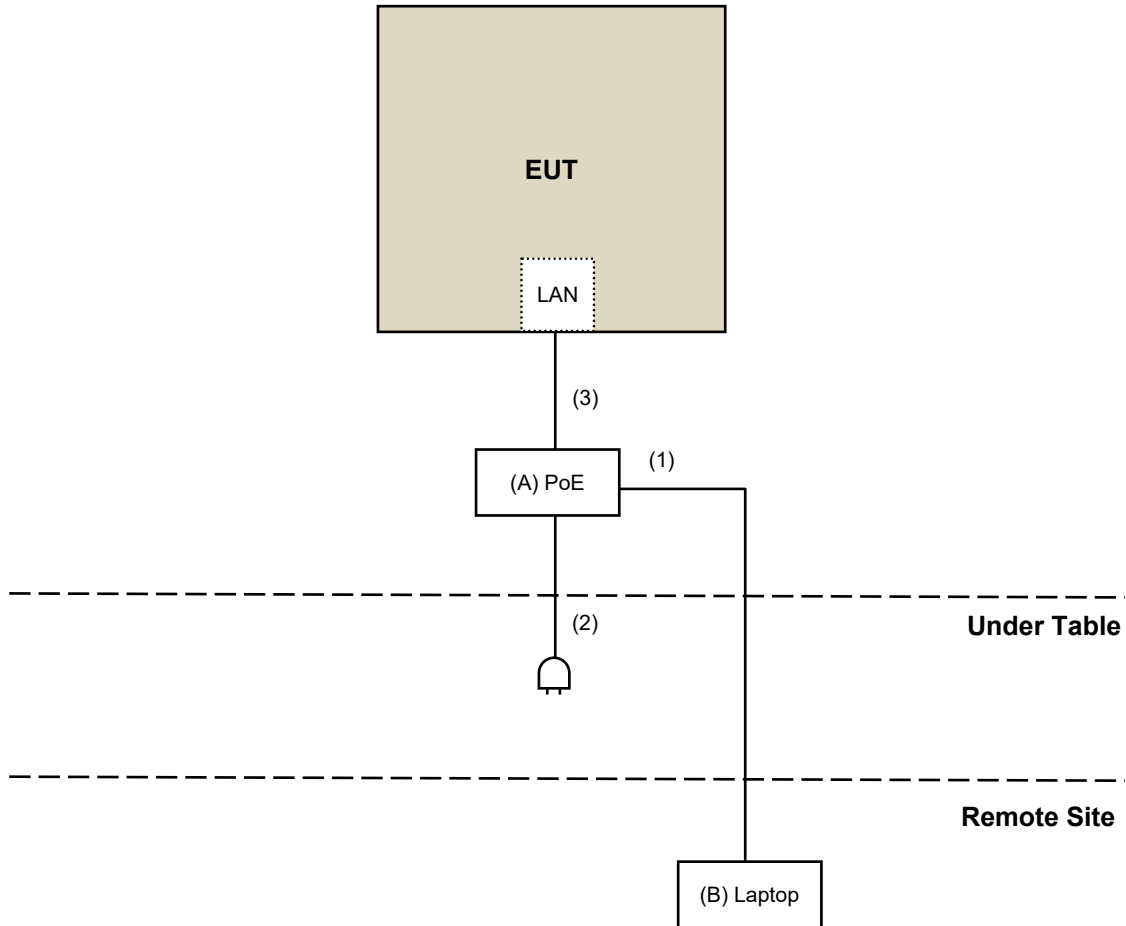 EUT
LAN
(3)
(1)
(A) PoE
(2)
Under Table
Remote Site
(B) Laptop